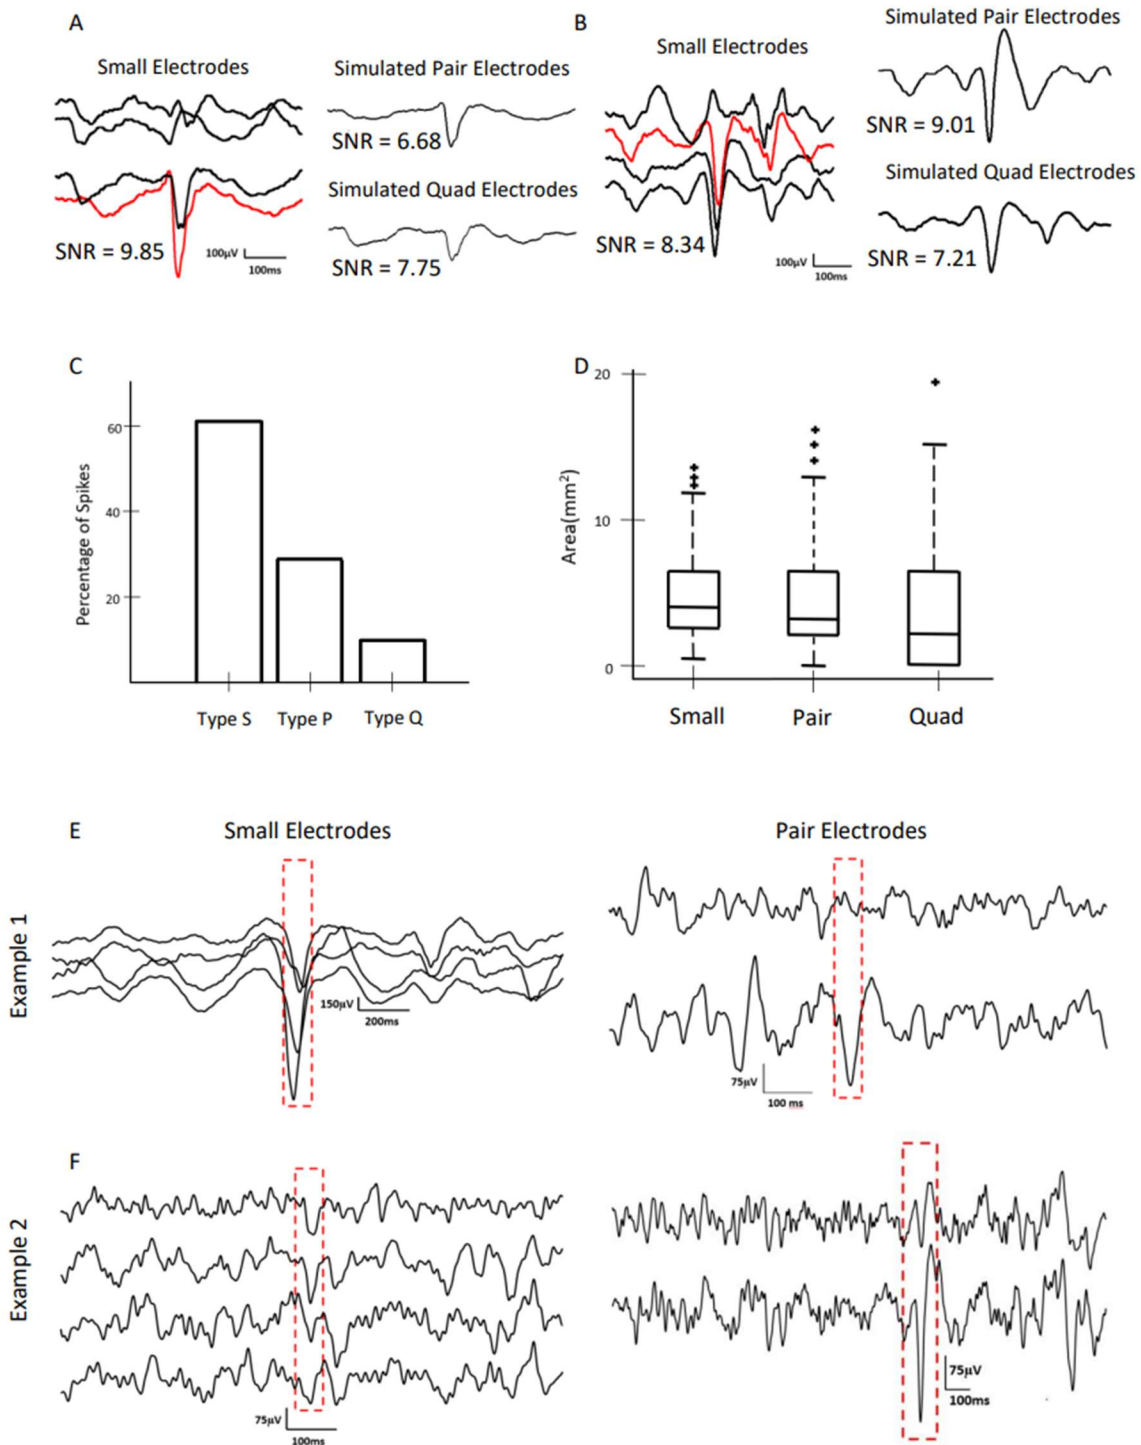 A
Small Electrodes
Simulated Pair Electrodes
SNR = 6.68
Simulated Quad Electrodes
SNR = 9.85
100µV
100ms
SNR = 7.75
B
Small Electrodes
Simulated Pair Electrodes
SNR = 9.01
Simulated Quad Electrodes
SNR = 8.34
100µV
100ms
SNR = 7.21
C
Percentage of Spikes
60
40
20
Type S Type P Type Q
D
Area(mm²)
20
10
0
Small Pair Quad
E
Small Electrodes
Pair Electrodes
Example 1
150µV
200ms
75µV
100 ms
F
Example 2
75µV
100ms
75µV
100ms